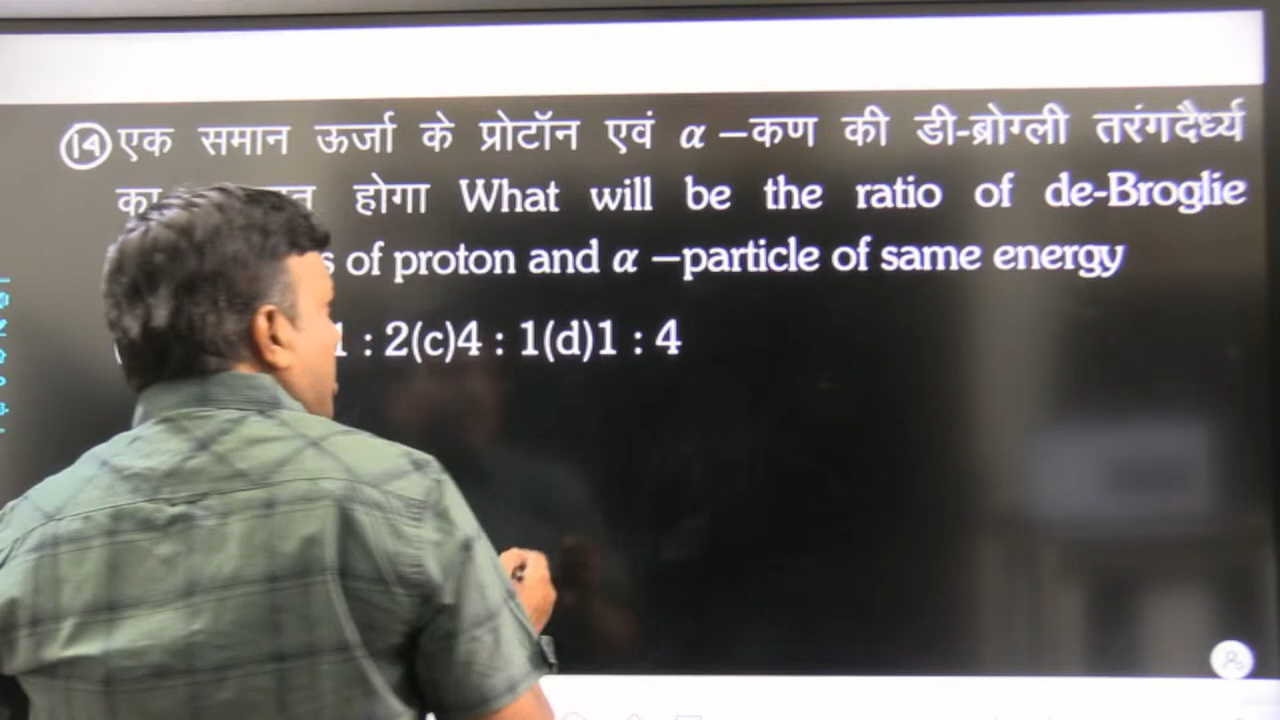 14 एक समान ऊर्जा के प्रोटॉन एवं α –कण की डी-ब्रोग्ली तरंगदैर्ध्य
का होगा What will be the ratio of de-Broglie
of proton and α –particle of same energy
1 : 2(c)4 : 1(d)1 : 4